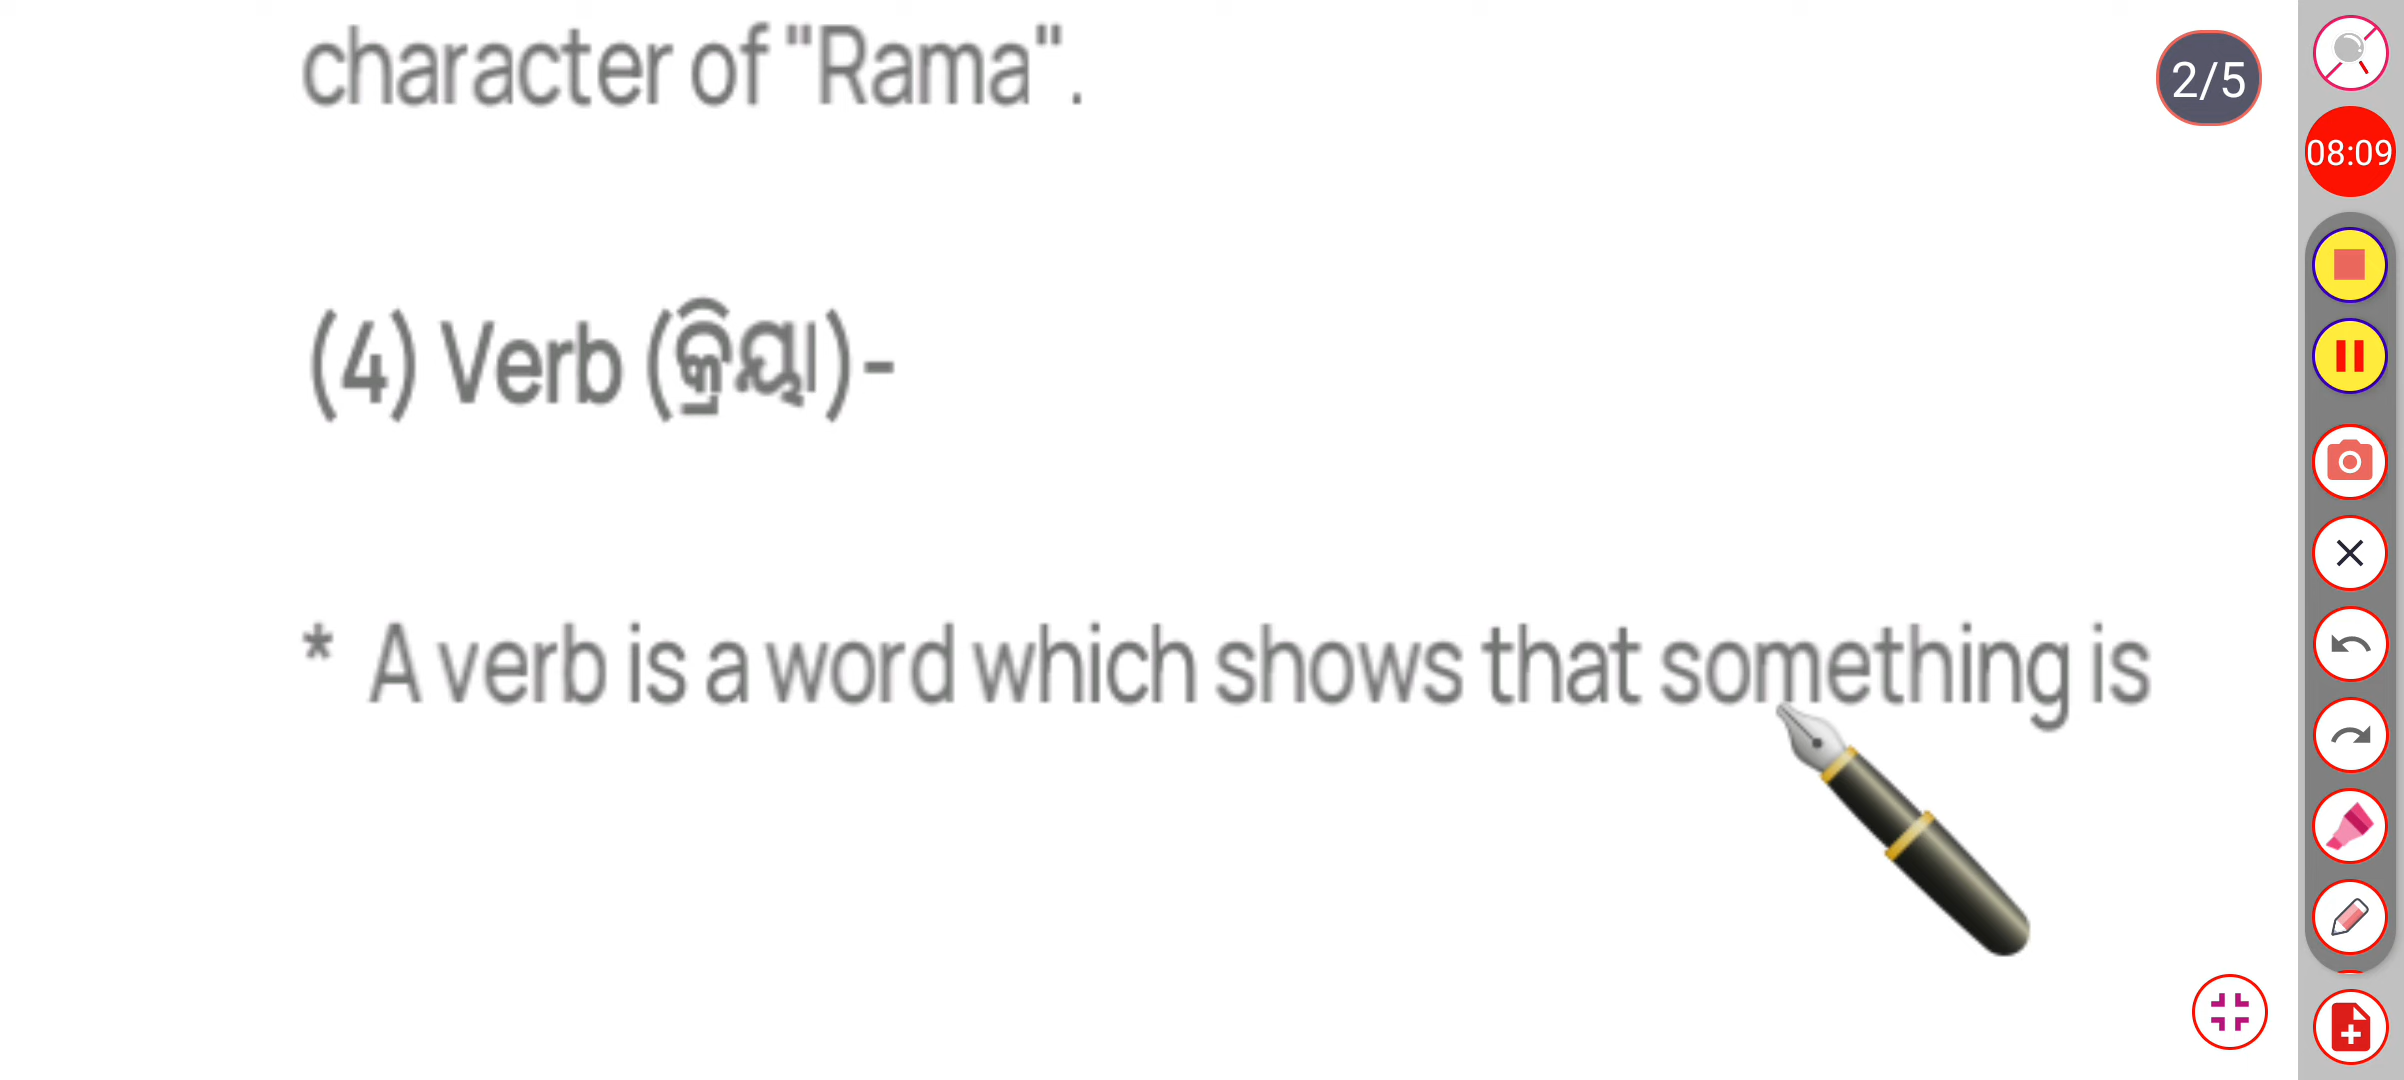 character of "Rama".
2/5
08:09
(4) Verb (କ୍ରିୟା)-
* A verb is a word which shows that something is